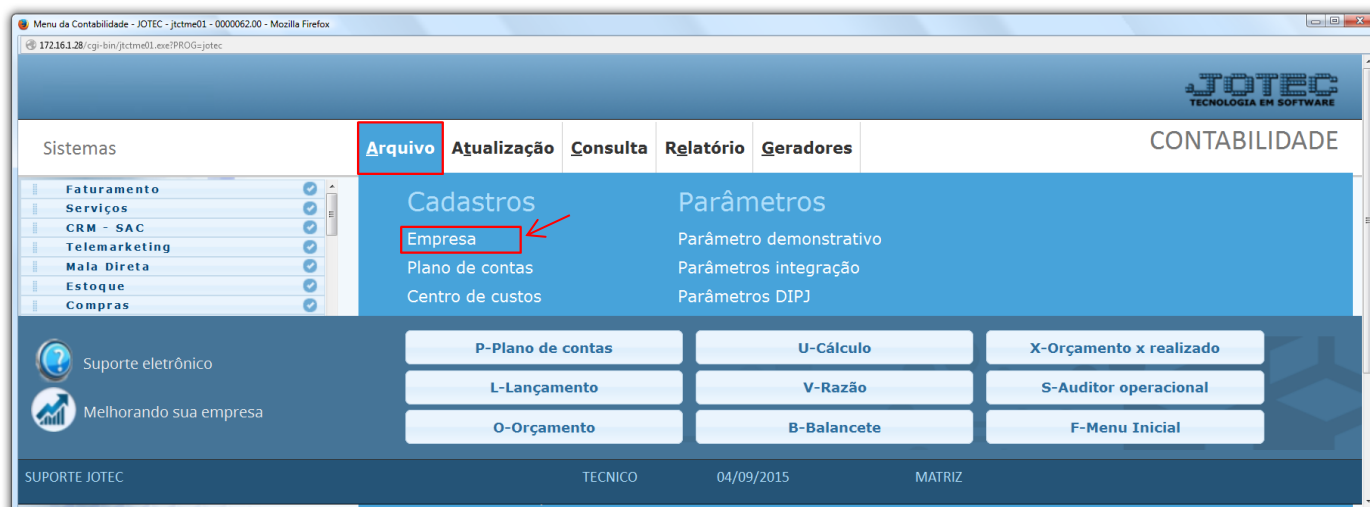 Menu da Contabilidade - JOTEC - jtctme01 - 0000062.00 - Mozilla Firefox
172.16.1.28/cgi-bin/jtctme01.exe?PROG=jotec
JOTEC
TECNOLOGIA EM SOFTWARE
Sistemas
Arquivo Atualização Consulta Relatório Geradores
CONTABILIDADE
Faturamento
Serviços
CRM - SAC
Telemarketing
Mala Direta
Estoque
Compras
Cadastros
Empresa
Plano de contas
Centro de custos
Parâmetros
Parâmetro demonstrativo
Parâmetros integração
Parâmetros DIPJ
Suporte eletrônico
Melhorando sua empresa
P-Plano de contas U-Cálculo X-Orçamento x realizado
L-Lançamento V-Razão S-Auditor operacional
O-Orçamento B-Balancete F-Menu Inicial
SUPORTE JOTEC TECNICO 04/09/2015 MATRIZ